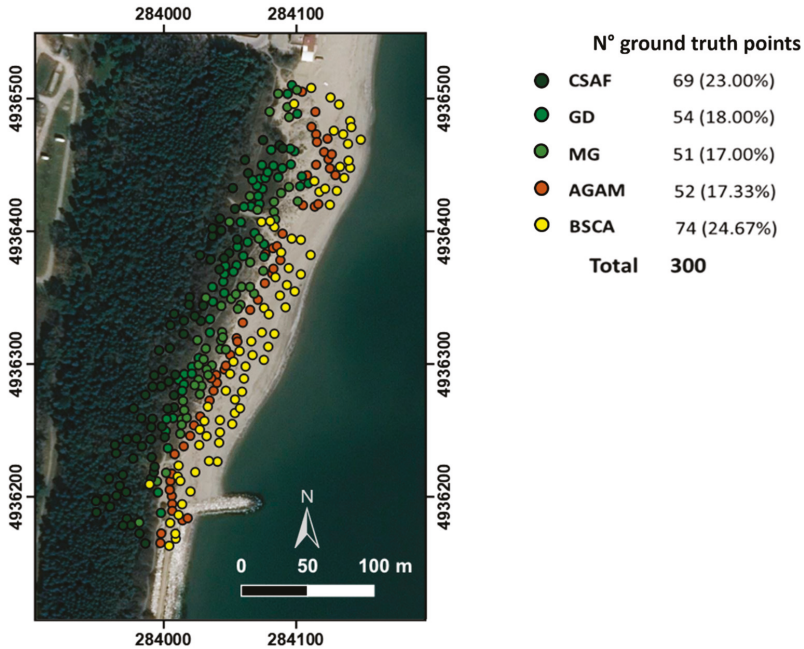 284000 284100
N° ground truth points
CSAF 69 (23.00%)
GD 54 (18.00%)
MG 51 (17.00%)
AGAM 52 (17.33%)
BSCA 74 (24.67%)
Total 300
4936500 4936500
4936400 4936400
4936300 4936300
4936200 4936200
N
0 50 100 m
284000 284100